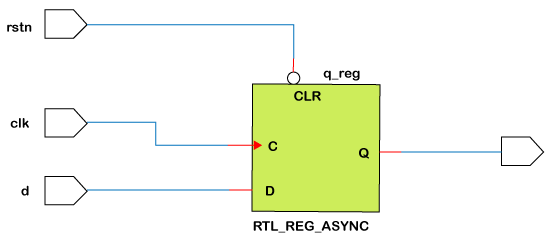 rstn
q_reg
CLR
clk
C
Q
d
D
RTL_REG_ASYNC